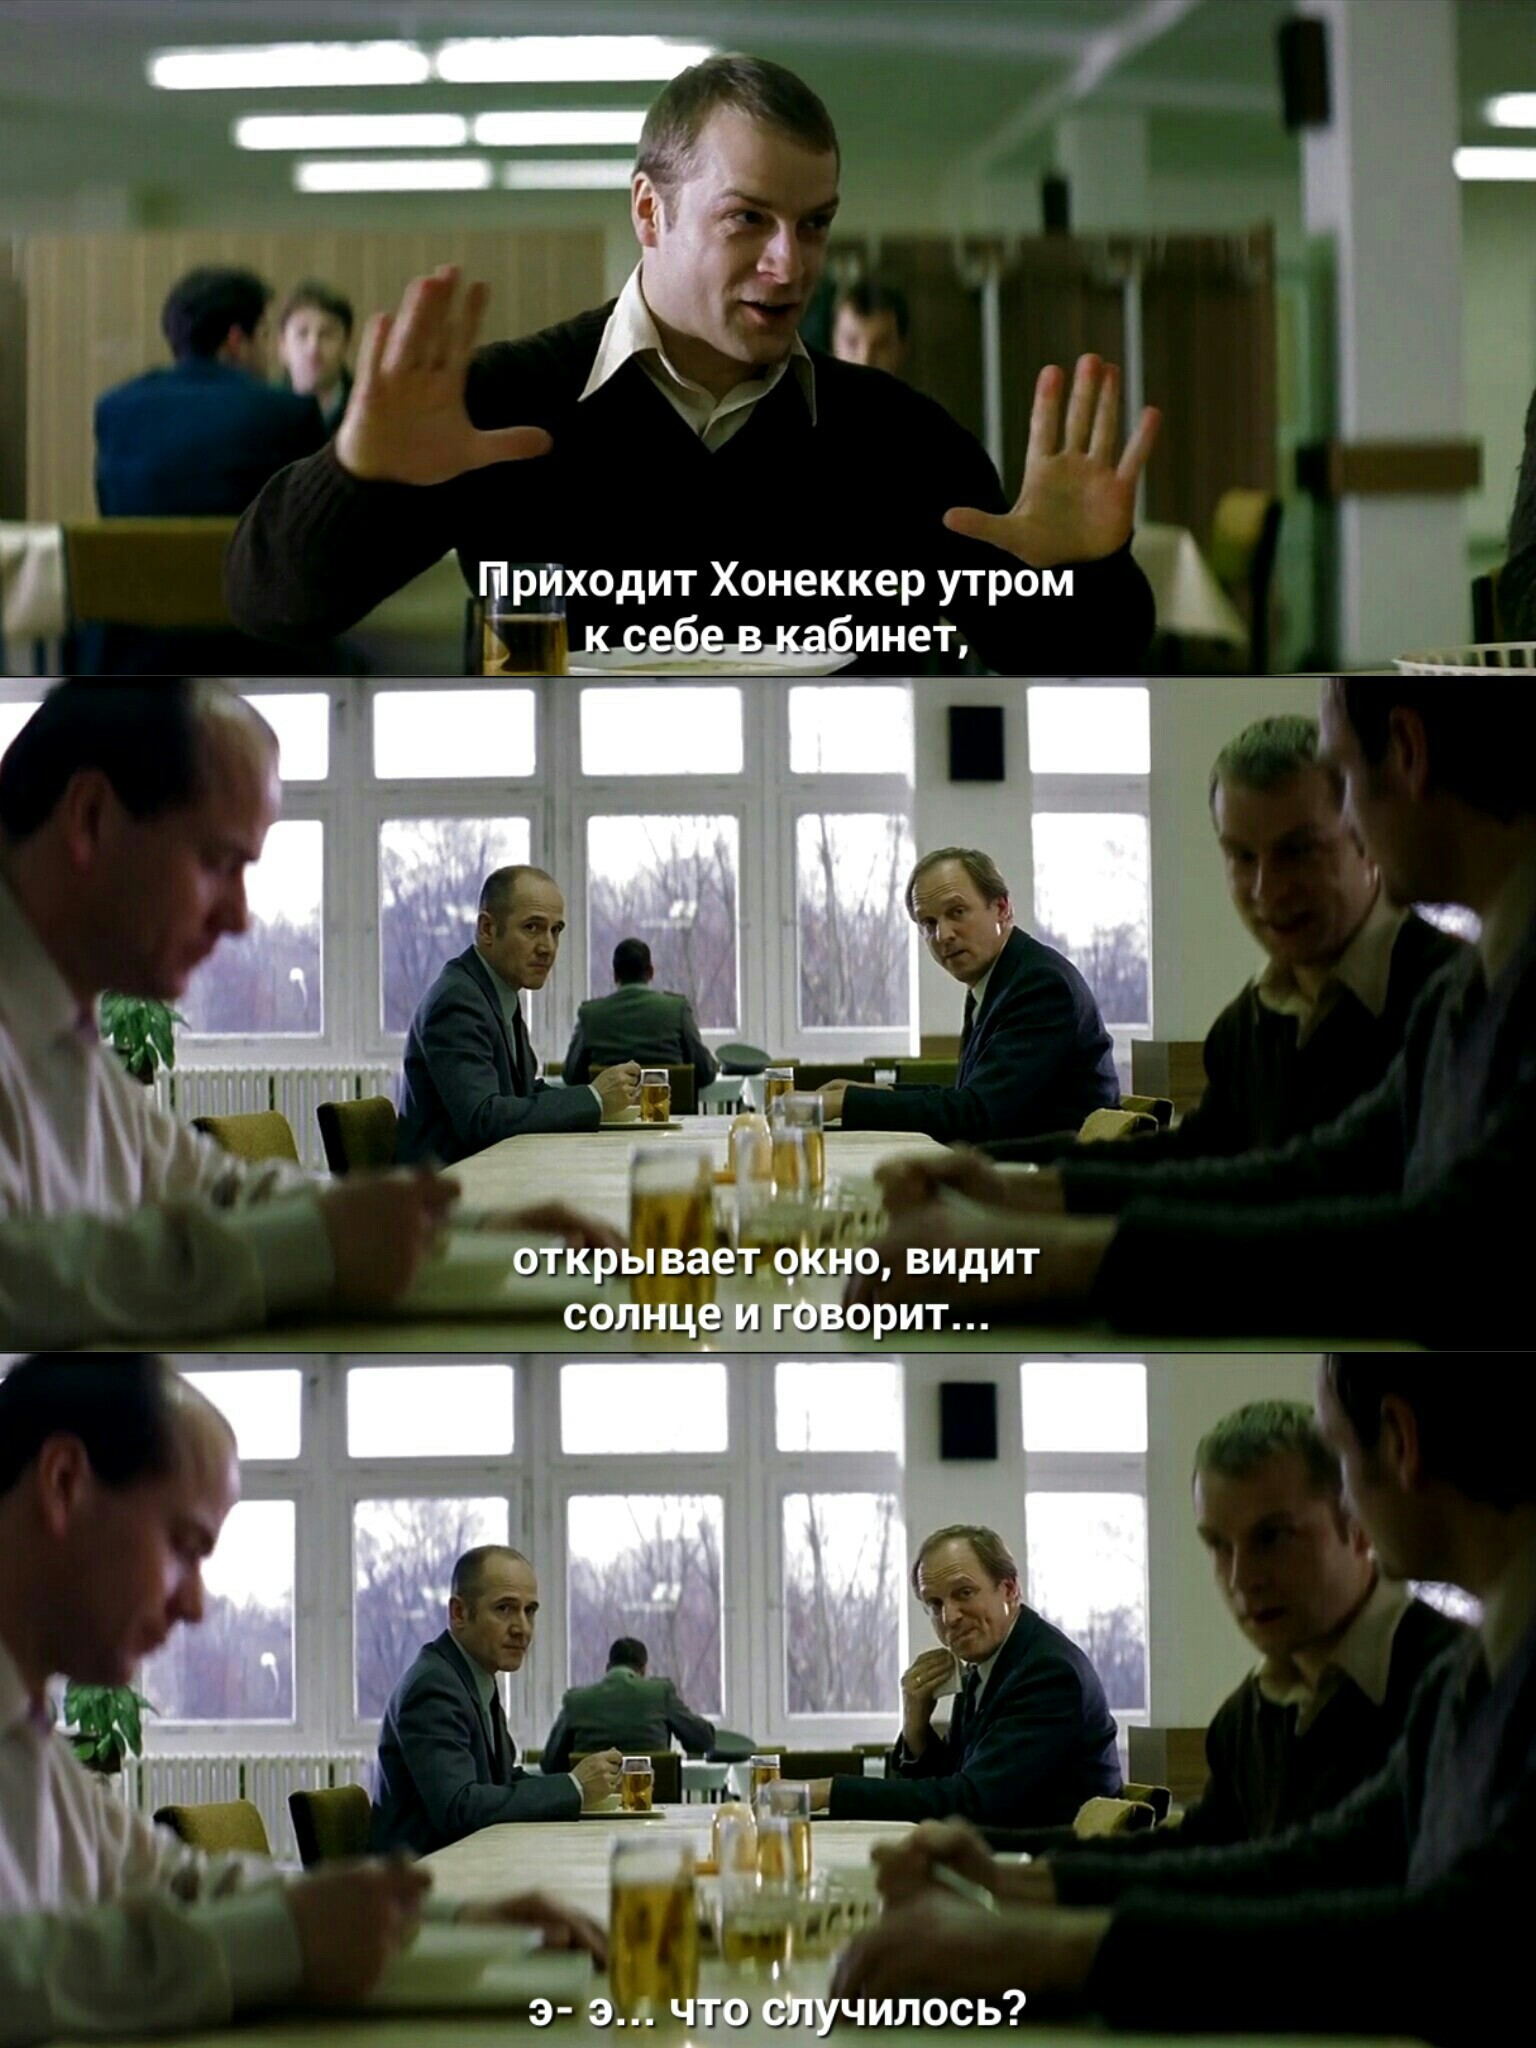 Приходит Хонеккер утром
к себе в кабинет,
открывает окно, видит
солнце и говорит...
э- э... что случилось?